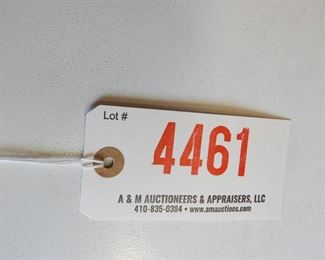 Lot #
4461
A & M AUCTIONEERS & APPRAISERS, LLC
410-835-0384 • www.amauctions.com